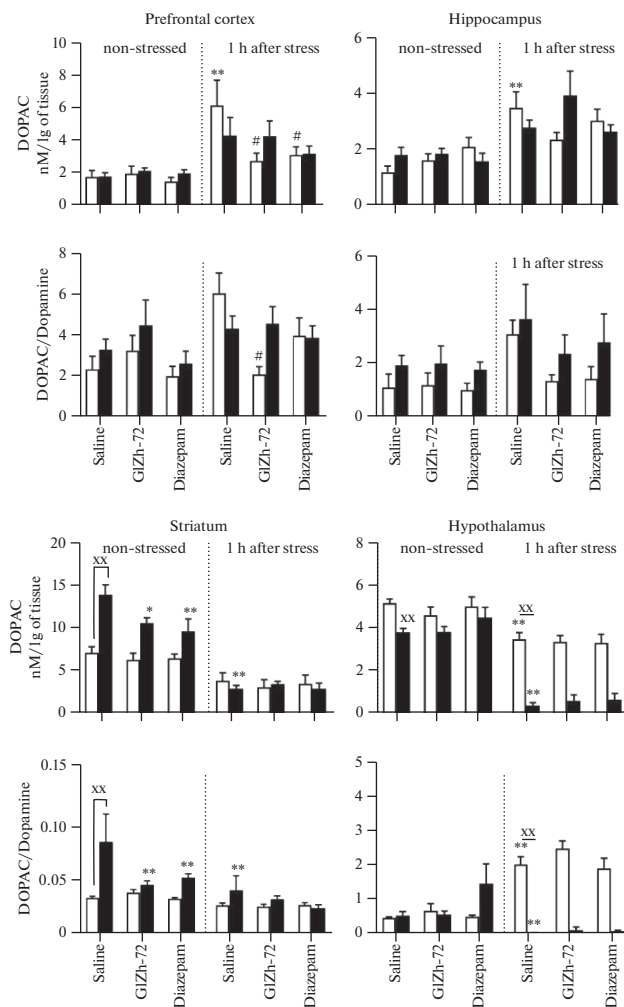 Prefrontal cortex
Hippocampus
non-stressed 1 h after stress
non-stressed 1 h after stress
DOPAC
nM/1g of tissue
10
8
6
4
2
0
**
#
#
6
4
2
0
**
DOPAC/Dopamine
8
6
4
2
0
#
1 h after stress
6
4
2
0
Saline
GlZh-72
Diazepam
Saline
GlZh-72
Diazepam
Saline
GlZh-72
Diazepam
Saline
GlZh-72
Diazepam
Striatum
Hypothalamus
non-stressed 1 h after stress
non-stressed 1 h after stress
DOPAC
nM/1g of tissue
20
15
10
5
0
xx
*
**
**
8
6
4
2
0
xx
xx
**
**
DOPAC/Dopamine
0.15
0.10
0.05
0
xx
**
**
**
5
4
3
2
1
0
xx
**
**
Saline
GlZh-72
Diazepam
Saline
GlZh-72
Diazepam
Saline
GlZh-72
Diazepam
Saline
GlZh-72
Diazepam